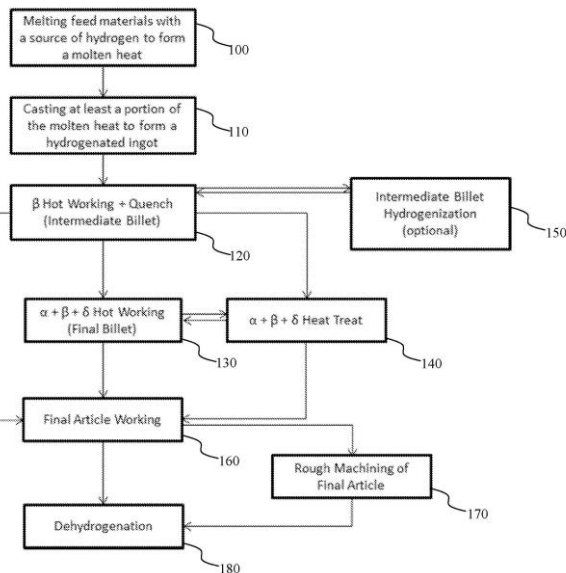 Melting feed materials with
a source of hydrogen to form
a molten heat
100
Casting at least a portion of
the molten heat to form a
hydrogenated ingot
110
β Hot Working + Quench
(Intermediate Billet)
120
Intermediate Billet
Hydrogenization
(optional)
150
α + β + δ Hot Working
(Final Billet)
130
α + β + δ Heat Treat
140
Final Article Working
160
Rough Machining of
Final Article
170
Dehydrogenation
180